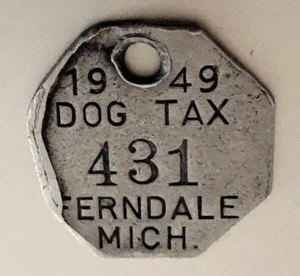 19 49
DOG TAX
431
FERNDALE
MICH.